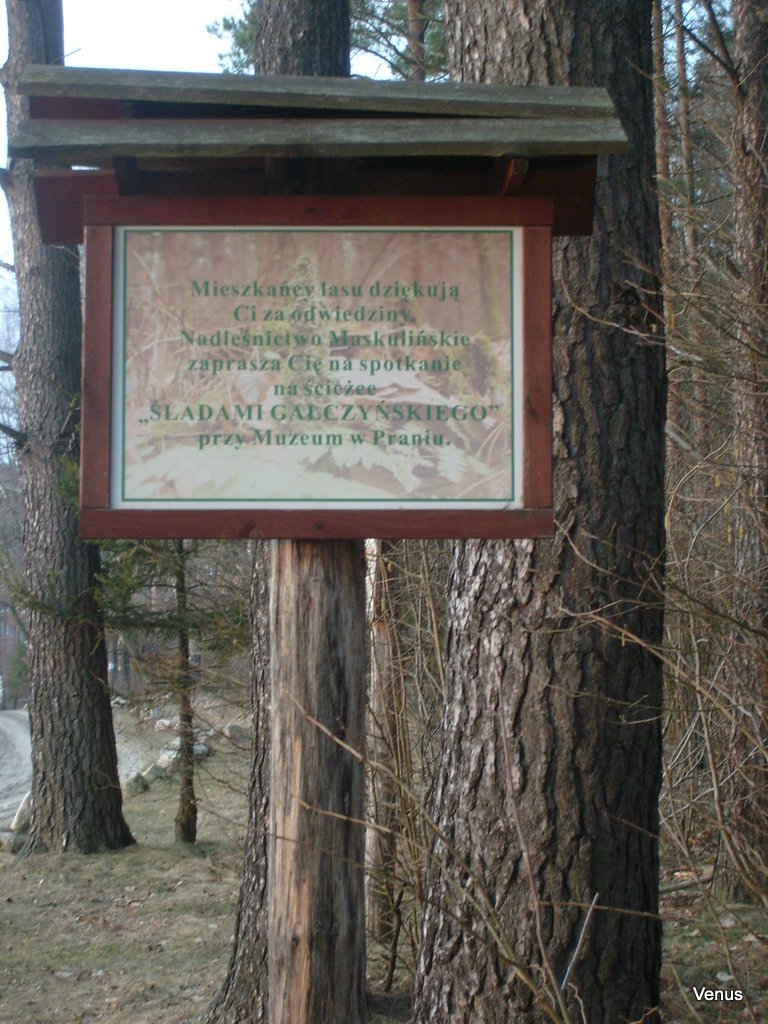 Mieszkańcy lasu dziękują
Ci za odwiedziny.
Nadleśnictwo Maskulińskie
zaprasza Cię na spotkanie
na ścieżce
„ŚLADAMI GAŁCZYŃSKIEGO”
przy Muzeum w Praniu.
Venus